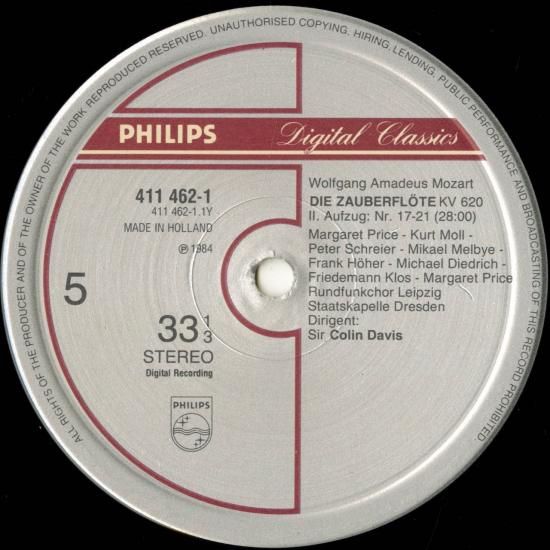 ALL RIGHTS OF THE PRODUCER AND OF THE OWNER OF THE WORK REPRODUCED RESERVED. UNAUTHORISED COPYING, HIRING, LENDING, PUBLIC PERFORMANCE AND BROADCASTING OF THIS RECORD PROHIBITED.
PHILIPS Digital Classics
411 462-1
411 462-1.1Y
MADE IN HOLLAND
℗ 1984
5
33 1/3
STEREO
Digital Recording
PHILIPS
Wolfgang Amadeus Mozart
DIE ZAUBERFLÖTE KV 620
II. Aufzug: Nr. 17-21 (28:00)
Margaret Price - Kurt Moll -
Peter Schreier - Mikael Melbye -
Frank Höher - Michael Diedrich -
Friedemann Klos - Margaret Price
Rundfunkchor Leipzig
Staatskapelle Dresden
Dirigent:
Sir Colin Davis